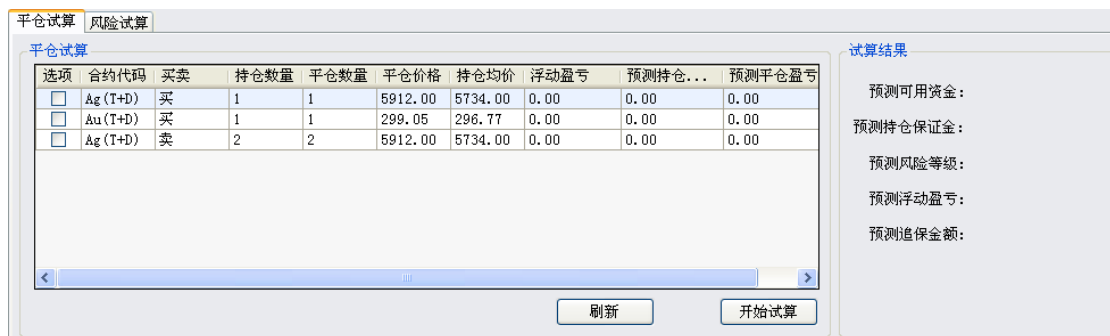 平仓试算 风险试算
平仓试算
选项 合约代码 买卖 持仓数量 平仓数量 平仓价格 持仓均价 浮动盈亏 预测持仓... 预测平仓盈亏
Ag(T+D) 买 1 1 5912.00 5734.00 0.00 0.00 0.00
Au(T+D) 买 1 1 299.05 296.77 0.00 0.00 0.00
Ag(T+D) 卖 2 2 5912.00 5734.00 0.00 0.00 0.00
刷新 开始试算
试算结果
预测可用资金:
预测持仓保证金:
预测风险等级:
预测浮动盈亏:
预测追保金额: